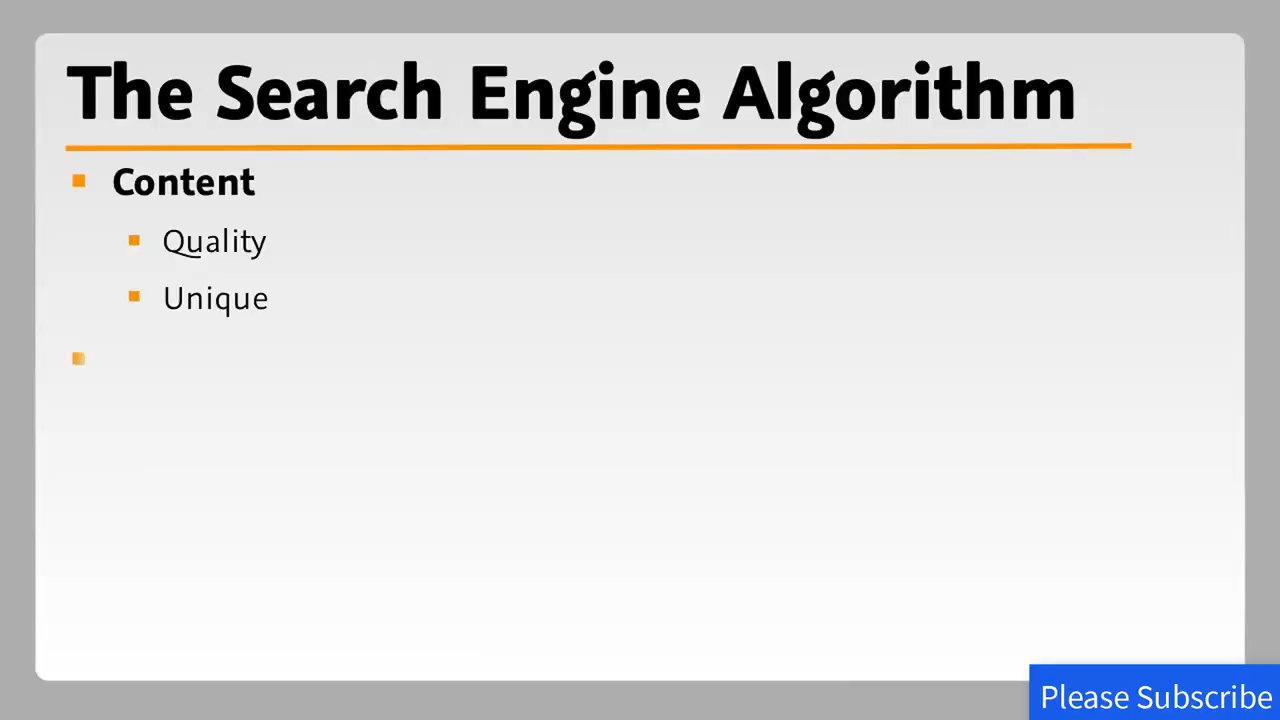 The Search Engine Algorithm
Content
Quality
Unique
Please Subscribe